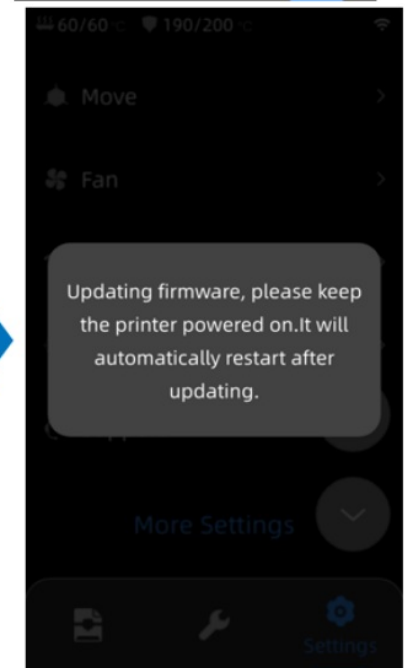 60/60 °C 190/200 °C
Move
Fan
Updating firmware, please keep
the printer powered on.It will
automatically restart after
updating.
More Settings
Settings